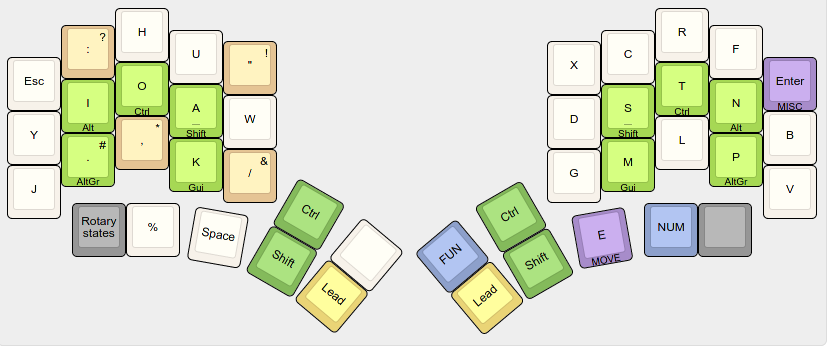 Esc
Y
J
?
:
I
Alt
#
.
AltGr
H
O
Ctrl
*
,
U
A
_
Shift
K
Gui
!
"
W
&
/
X
D
G
C
S
_
Shift
M
Gui
R
T
Ctrl
L
F
N
Alt
P
AltGr
Enter
MISC
B
V
Rotary
states
%
Space
Ctrl
Shift
Lead
FUN
Lead
Ctrl
Shift
E
MOVE
NUM